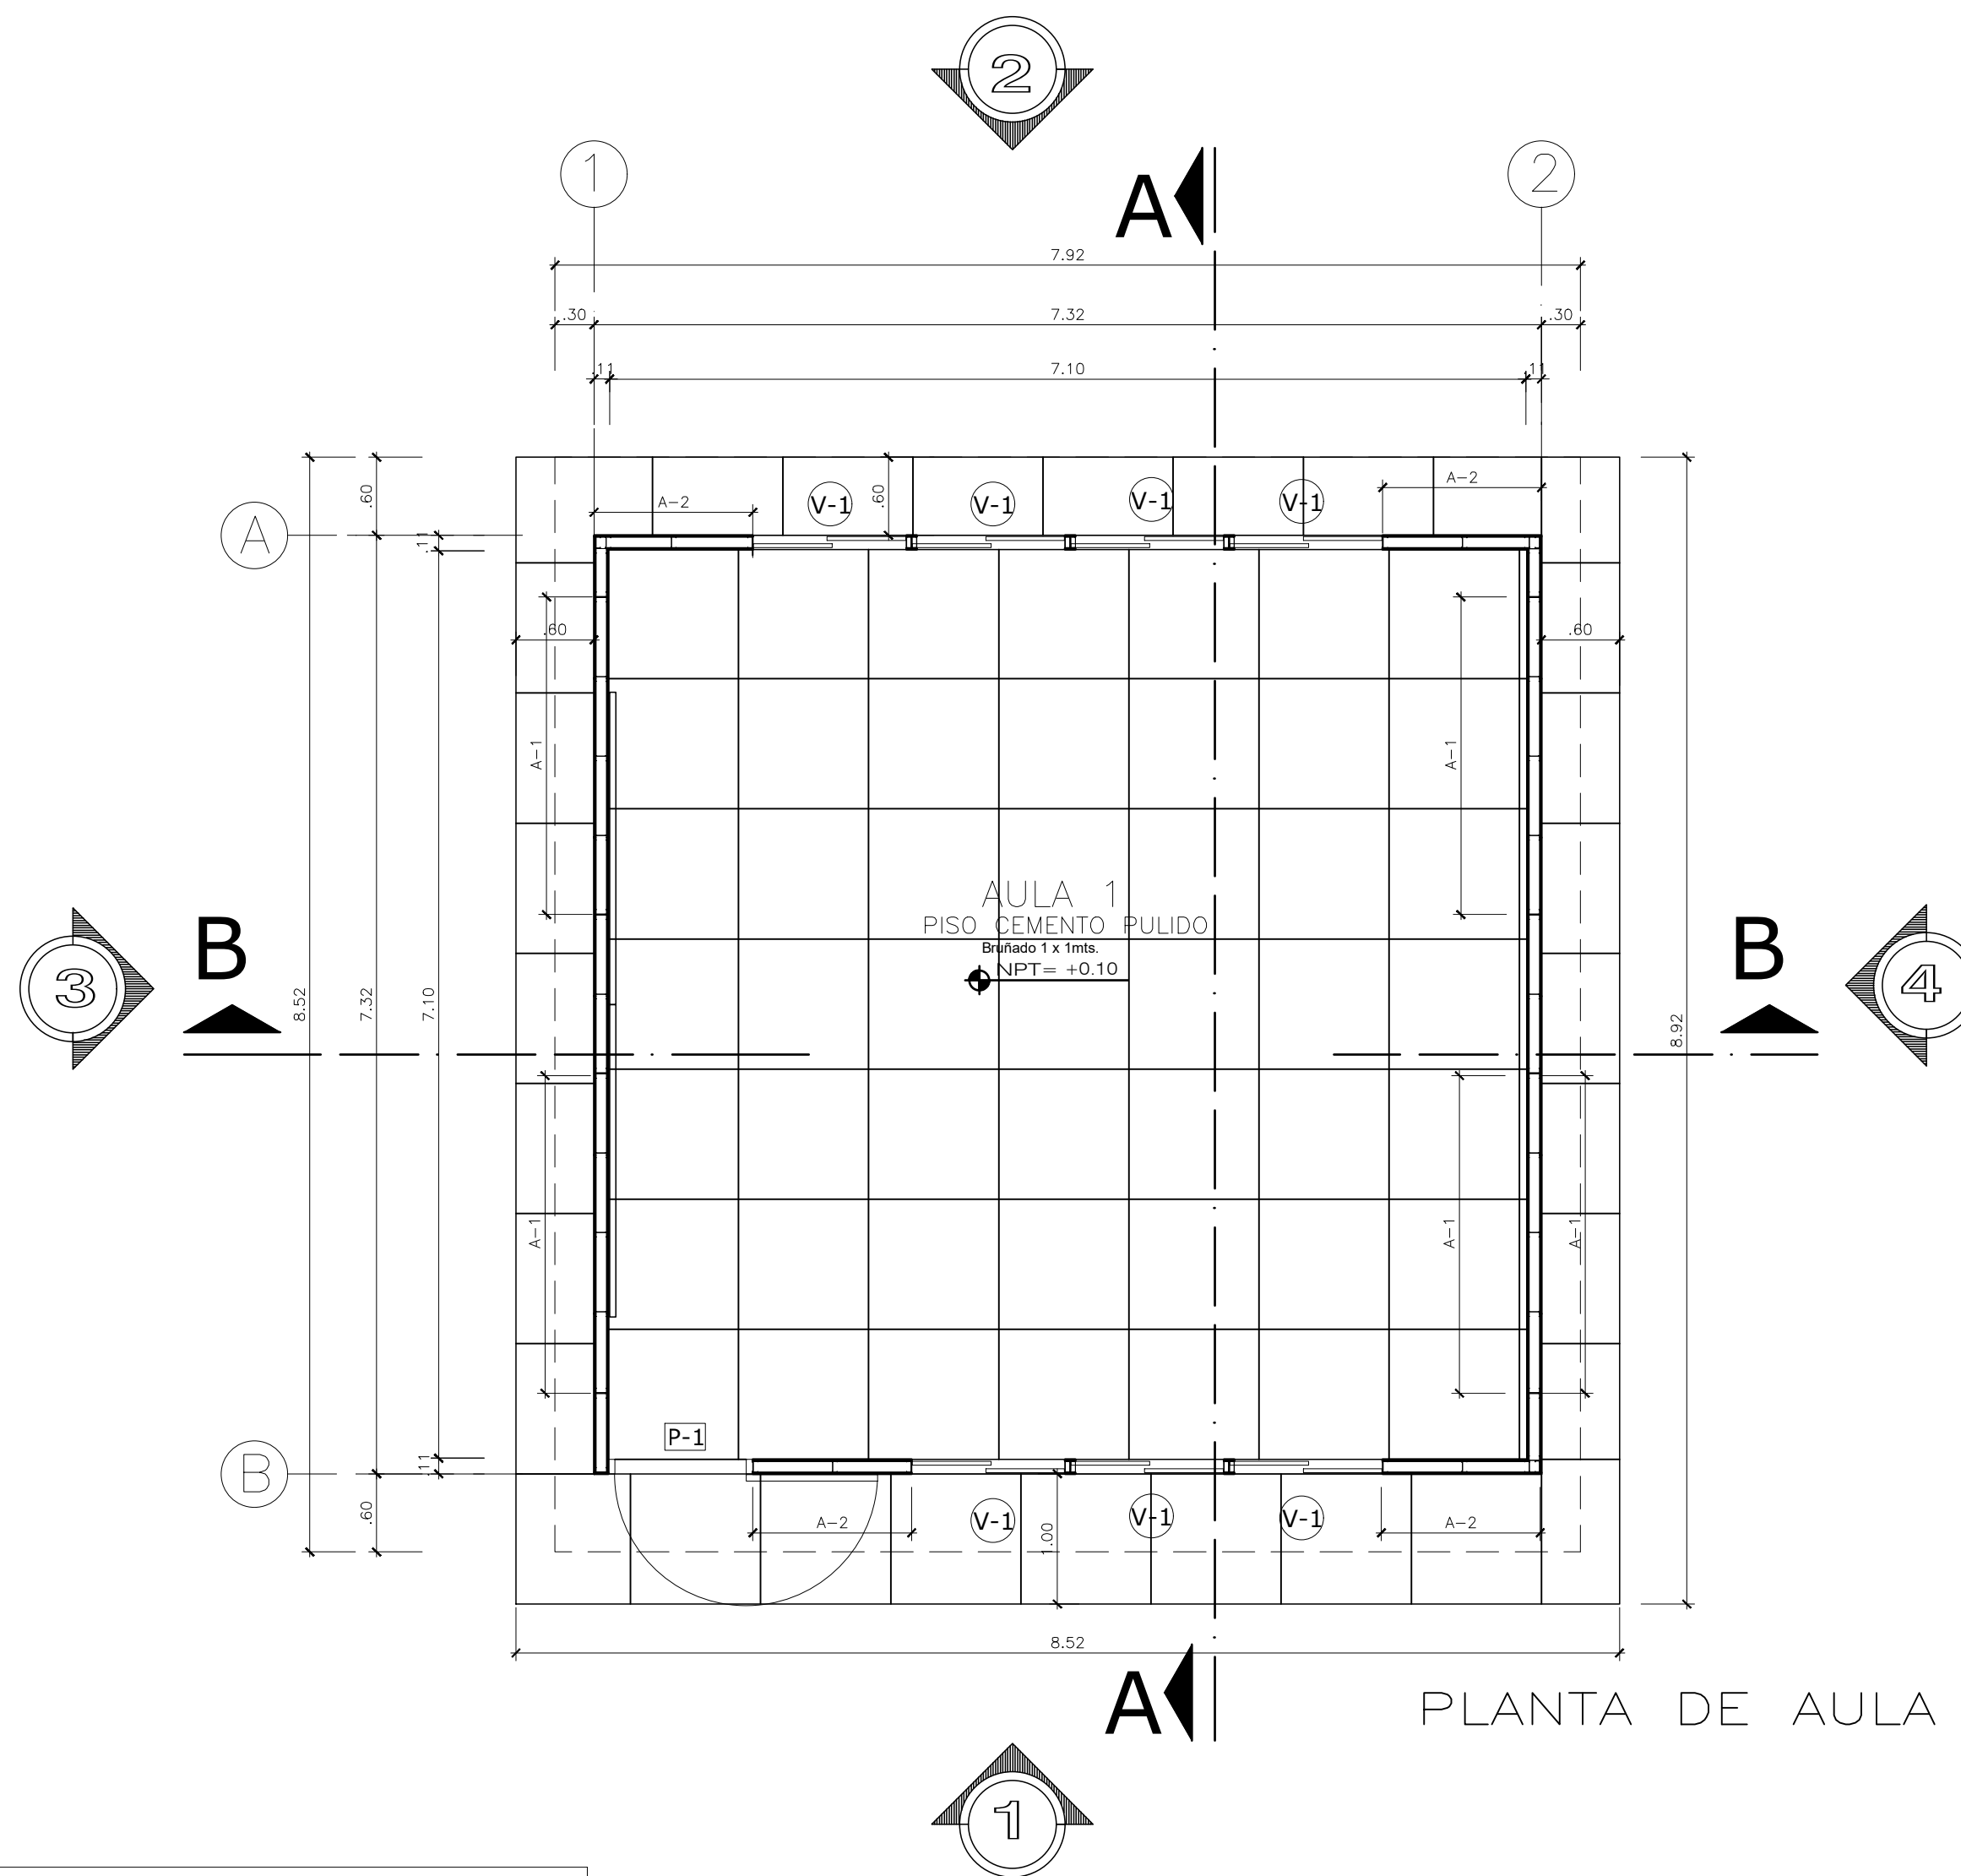 2
1
2
A
7.92
.30
7.32
.30
.11
7.10
.11
A-2
V-1
.60
V-1
V-1
V-1
A-2
.60
A
.11
.60
.60
A-1
A-1
AULA 1
PISO CEMENTO PULIDO
Bruñado 1 x 1mts.
NPT= +0.10
3
B
8.52
7.32
7.10
B
4
8.92
A-1
A-1
A-1
P-1
B
.11
.60
A-2
V-1
1.00
V-1
V-1
A-2
8.52
A
PLANTA DE AULA
1